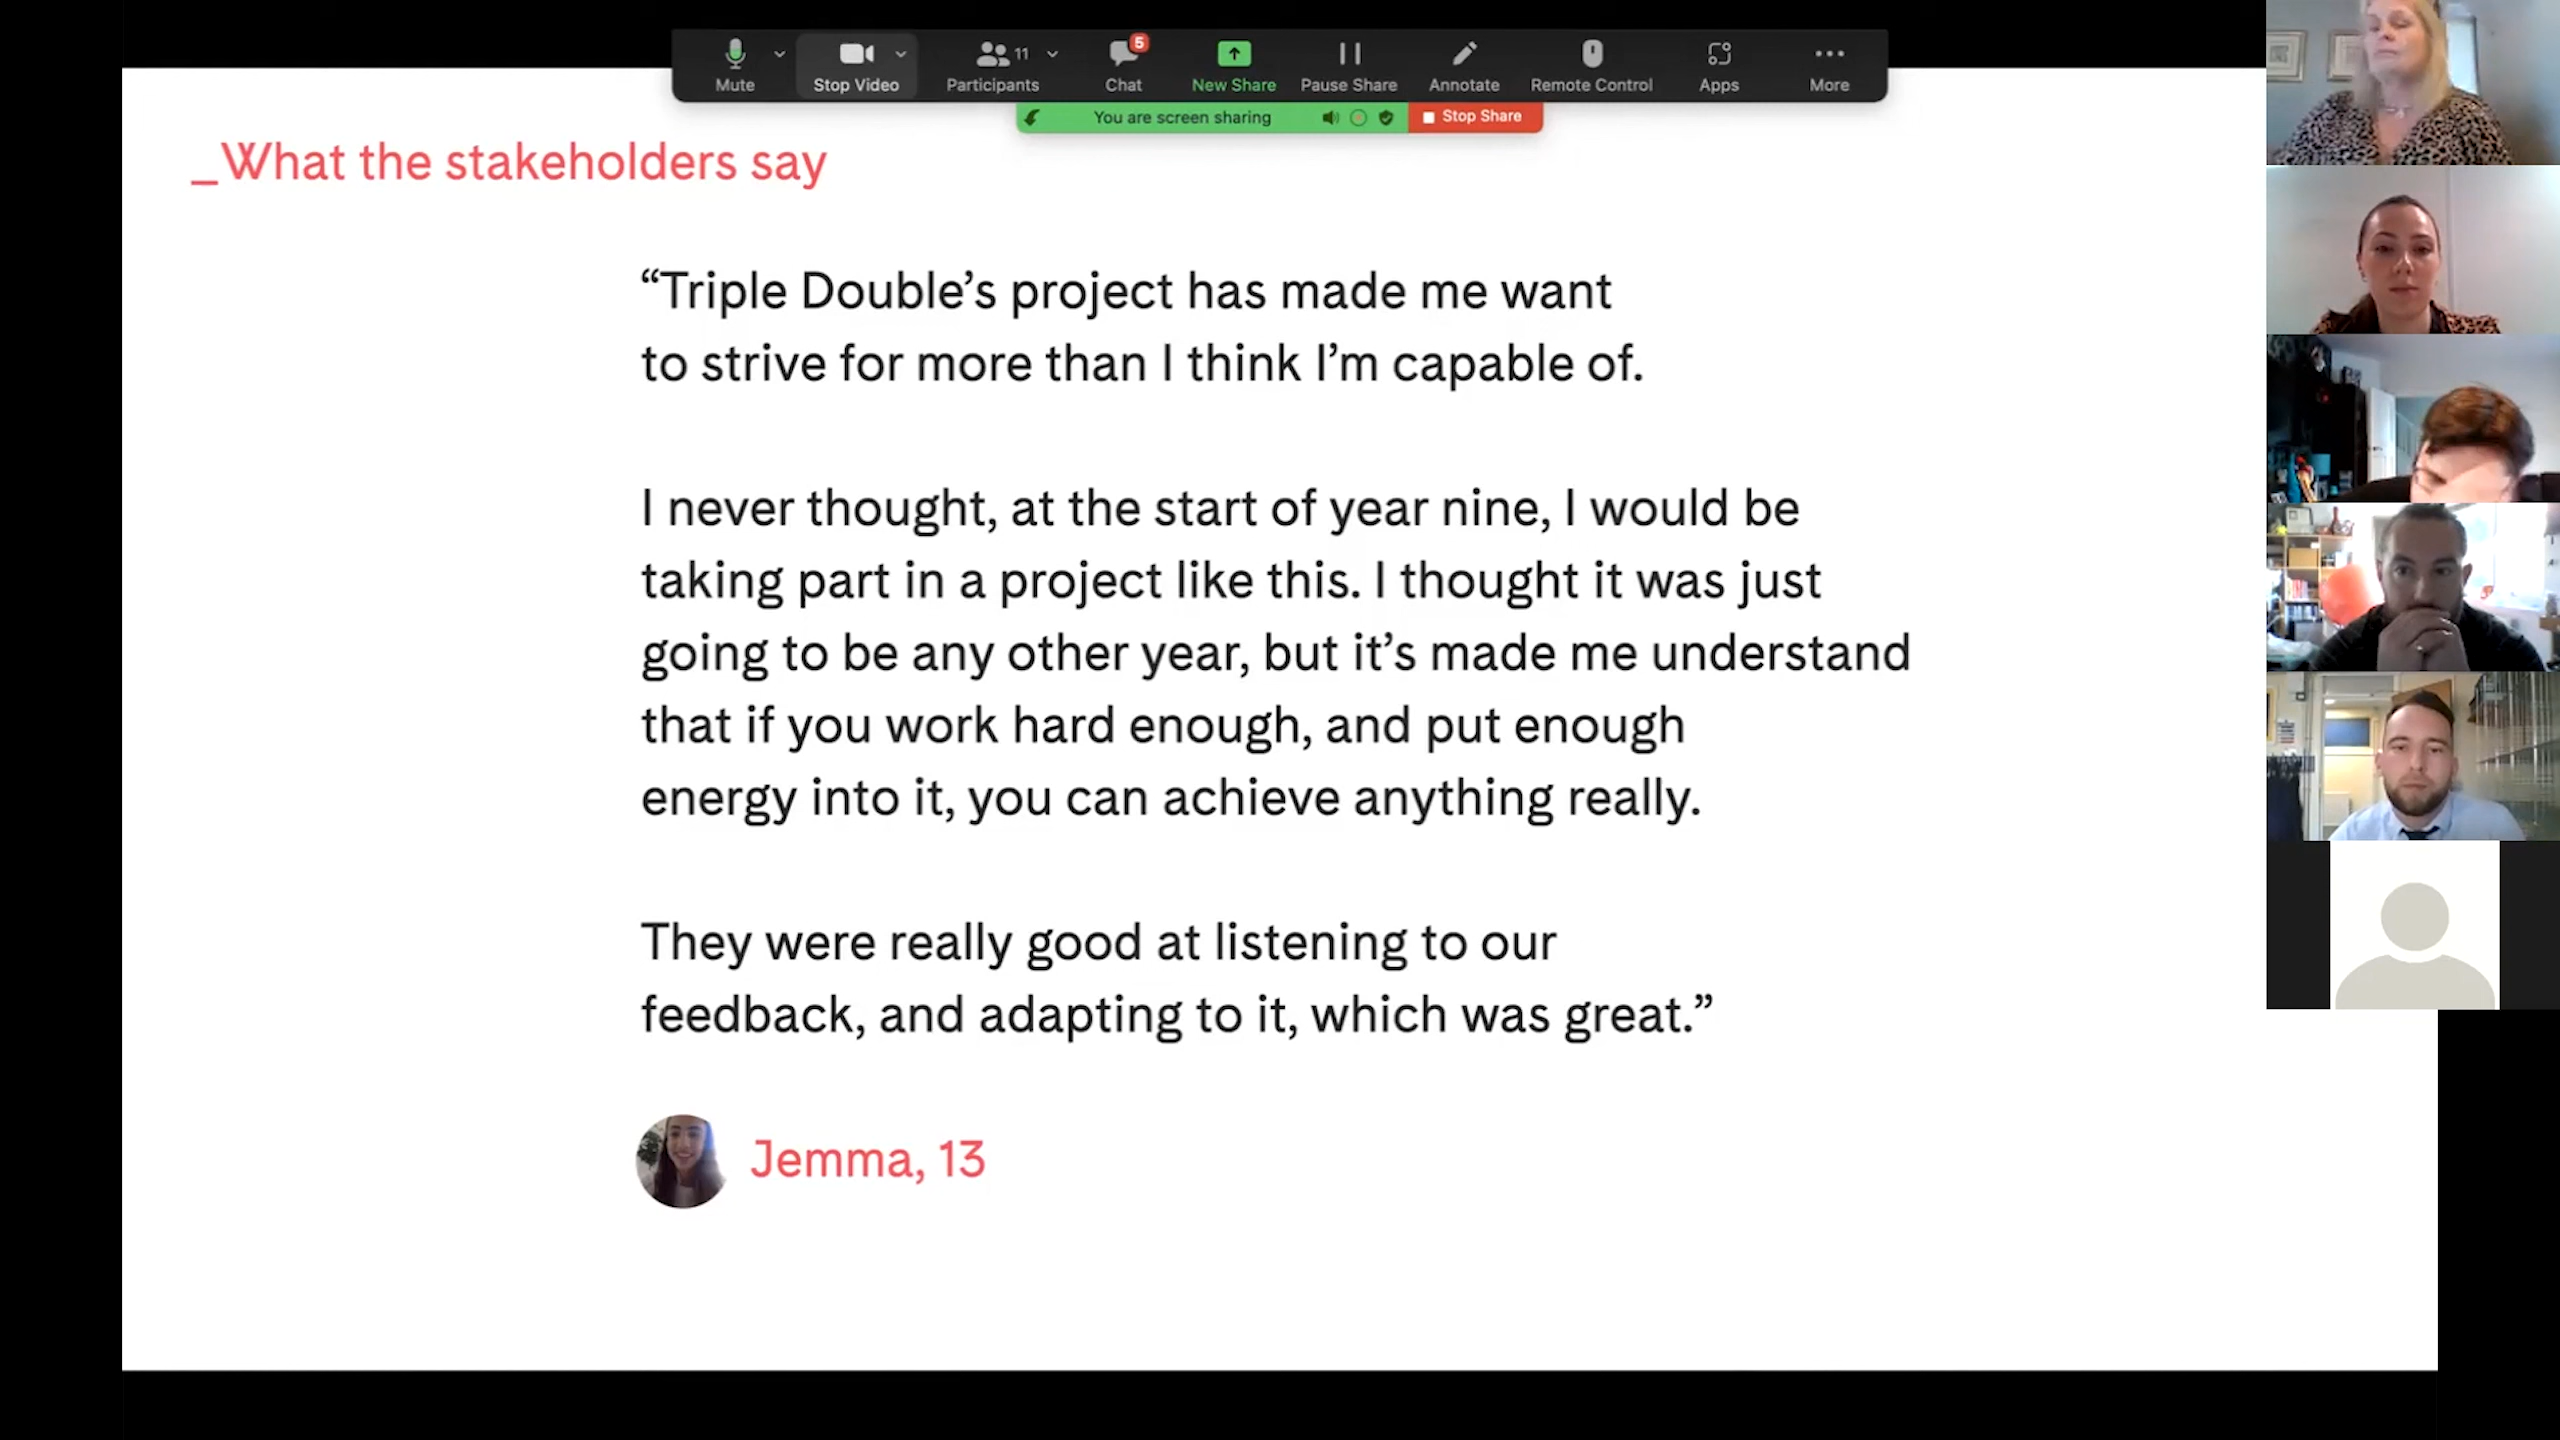 Mute
Stop Video
Participants
11
Chat
5
New Share
Pause Share
Annotate
Remote Control
Apps
More
You are screen sharing
Stop Share
_What the stakeholders say
“Triple Double’s project has made me want
to strive for more than I think I’m capable of.
I never thought, at the start of year nine, I would be
taking part in a project like this. I thought it was just
going to be any other year, but it’s made me understand
that if you work hard enough, and put enough
energy into it, you can achieve anything really.
They were really good at listening to our
feedback, and adapting to it, which was great.”
Jemma, 13